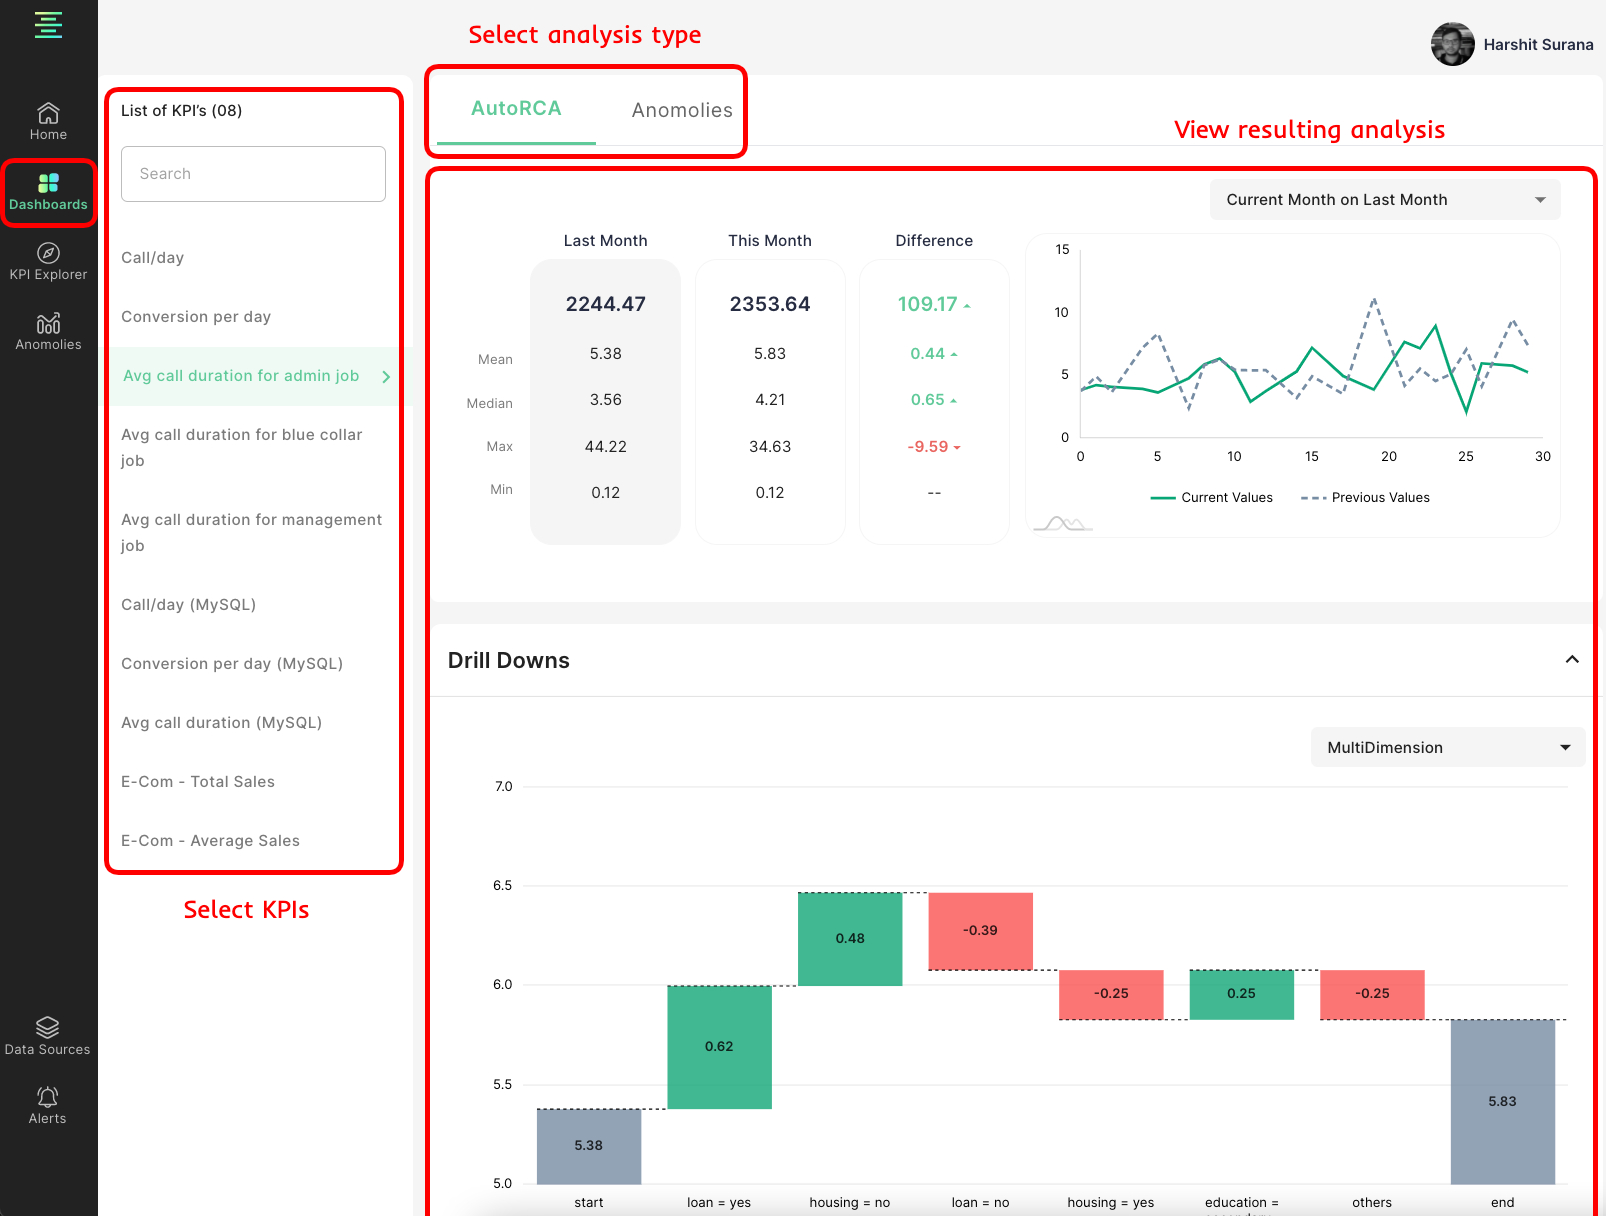 Select analysis type
Harshit Surana
Home
Dashboards
KPI Explorer
Anomolies
Data Sources
Alerts
List of KPI's (08)
Search
Call/day
Conversion per day
Avg call duration for admin job
Avg call duration for blue collar
job
Avg call duration for management
job
Call/day (MySQL)
Conversion per day (MySQL)
Avg call duration (MySQL)
E-Com - Total Sales
E-Com - Average Sales
Select KPIs
AutoRCA Anomolies
View resulting analysis
Current Month on Last Month
Last Month This Month Difference
2244.47 2353.64 109.17
Mean 5.38 5.83 0.44
Median 3.56 4.21 0.65
Max 44.22 34.63 -9.59
Min 0.12 0.12 --
15
10
5
0
0 5 10 15 20 25 30
Current Values Previous Values
Drill Downs
MultiDimension
7.0
6.5
6.0
5.5
5.0
5.38
0.62
0.48
-0.39
-0.25
0.25
-0.25
5.83
start loan = yes housing = no loan = no housing = yes education = others end